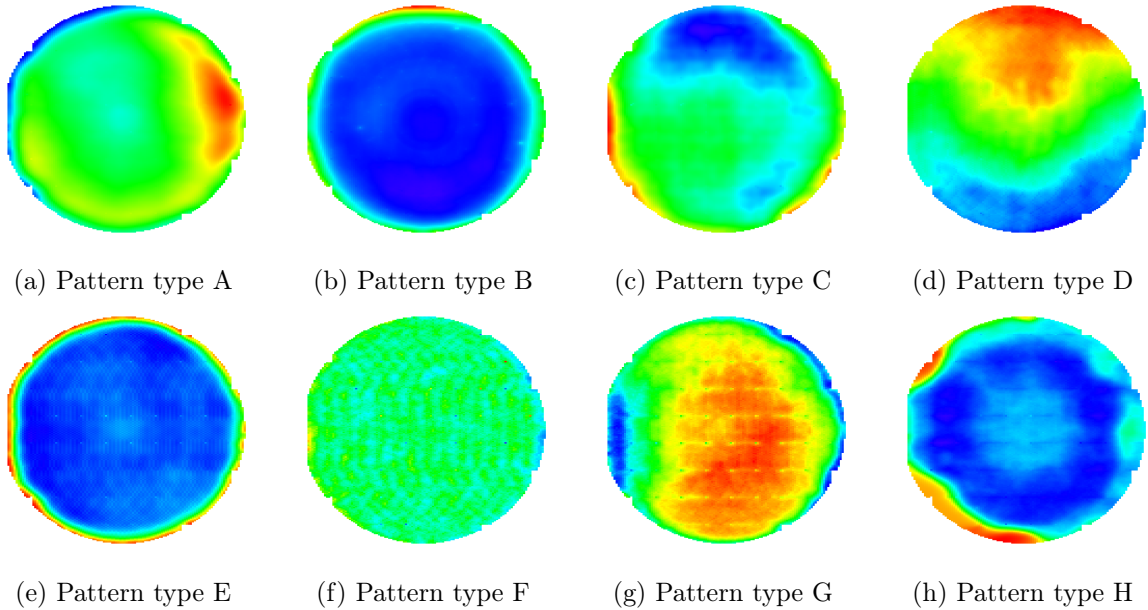 (a) Pattern type A
(b) Pattern type B
(c) Pattern type C
(d) Pattern type D
(e) Pattern type E
(f) Pattern type F
(g) Pattern type G
(h) Pattern type H